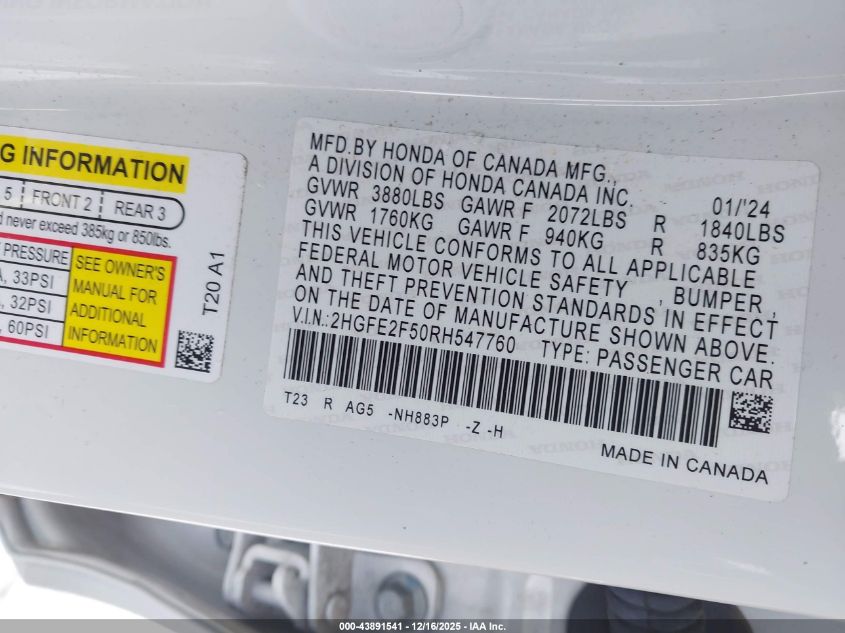 G INFORMATION
5 FRONT 2 REAR 3
d never exceed 385kg or 850lbs.
PRESSURE
SEE OWNER'S
MANUAL FOR
ADDITIONAL
INFORMATION
A, 33PSI
, 32PSI
, 60PSI
T20 A1
MFD.BY HONDA OF CANADA MFG.,
A DIVISION OF HONDA CANADA INC. 01/'24
GVWR 3880LBS GAWR F 2072LBS R 1840LBS
GVWR 1760KG GAWR F 940KG R 835KG
THIS VEHICLE CONFORMS TO ALL APPLICABLE
FEDERAL MOTOR VEHICLE SAFETY , BUMPER ,
AND THEFT PREVENTION STANDARDS IN EFFECT
ON THE DATE OF MANUFACTURE SHOWN ABOVE.
V.I.N.: 2HGFE2F50RH547760 TYPE: PASSENGER CAR
T23 R AG5 -NH883P -Z -H
MADE IN CANADA
000-43891541 - 12/16/2025 - IAA Inc.